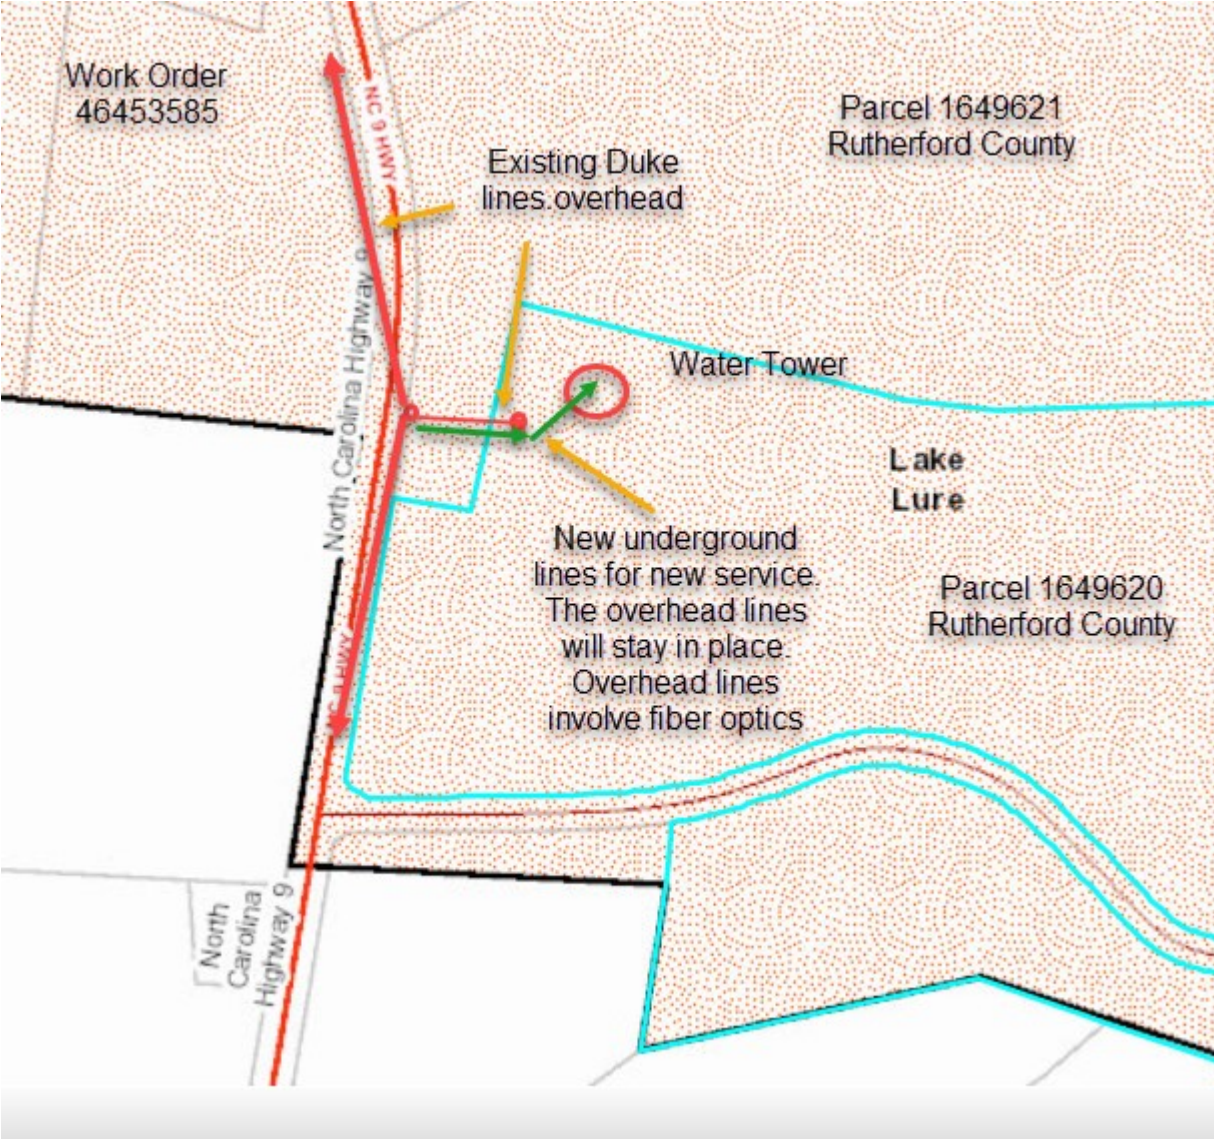 Work Order
46453585
NC 9 HWY
Parcel 1649621
Rutherford County
Existing Duke
lines.overhead
North Carolina Highway 9
Water Tower
Lake
Lure
New underground
lines for new service.
The overhead lines
will stay in place.
Overhead lines
involve fiber optics
Parcel 1649620
Rutherford County
HWY
North
Carolina
Highway 9